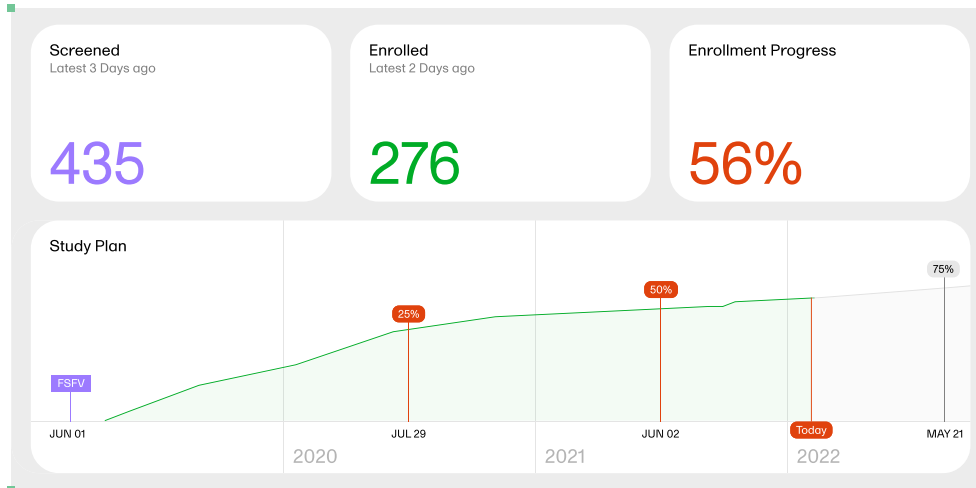 Screened
Latest 3 Days ago
435
Enrolled
Latest 2 Days ago
276
Enrollment Progress
56%
Study Plan
75%
50%
25%
FSFV
JUN 01
JUL 29
JUN 02
Today
MAY 21
2020
2021
2022